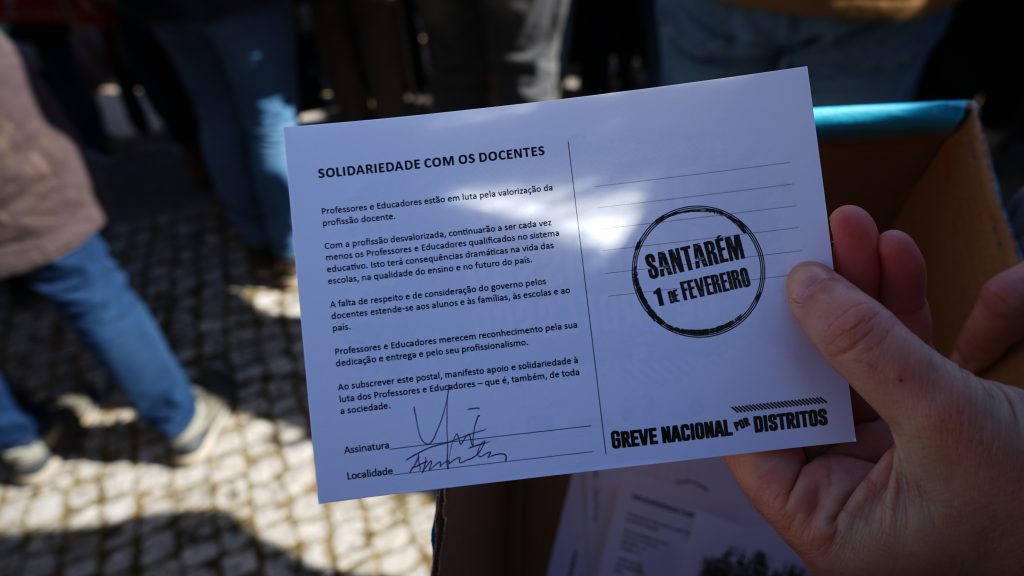 SOLIDARIEDADE COM OS DOCENTES
Professores e Educadores estão em luta pela valorização da
profissão docente.
Com a profissão desvalorizada, continuarão a ser cada vez
menos os Professores e Educadores qualificados no sistema
educativo. Isto terá consequências dramáticas na vida das
escolas, na qualidade do ensino e no futuro do país.
A falta de respeito e de consideração do governo pelos
docentes estende-se aos alunos e às famílias, às escolas e ao
país.
Professores e Educadores merecem reconhecimento pela sua
dedicação e entrega e pelo seu profissionalismo.
Ao subscrever este postal, manifesto apoio e solidariedade à
luta dos Professores e Educadores – que é, também, de toda
a sociedade.
Assinatura
Localidade
SANTARÉM
1 DE FEVEREIRO
GREVE NACIONAL POR DISTRITOS